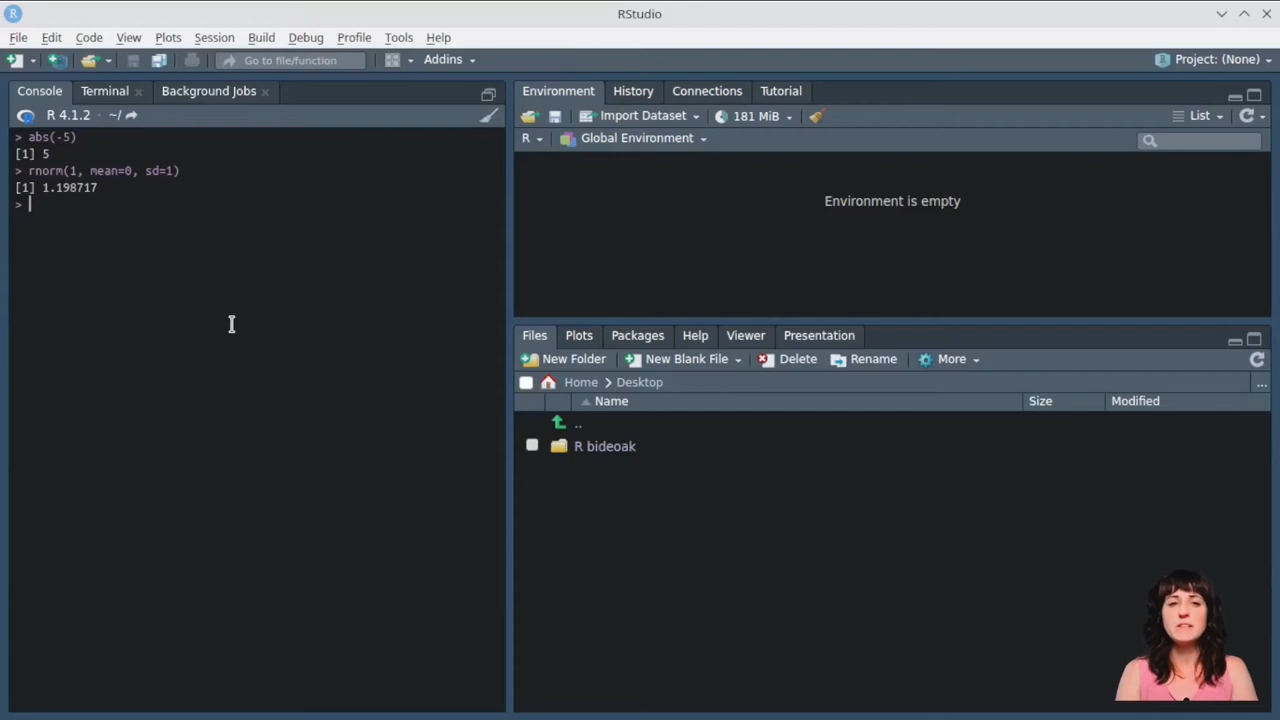 RStudio
File Edit Code View Plots Session Build Debug Profile Tools Help
Go to file/function Addins Project: (None)
Console Terminal Background Jobs
R 4.1.2 · ~/
> abs(-5)
[1] 5
> rnorm(1, mean=0, sd=1)
[1] 1.198717
>
Environment History Connections Tutorial
Import Dataset 181 MiB List
R Global Environment
Environment is empty
Files Plots Packages Help Viewer Presentation
New Folder New Blank File Delete Rename More
Home Desktop ...
Name Size Modified
..
R bideoak